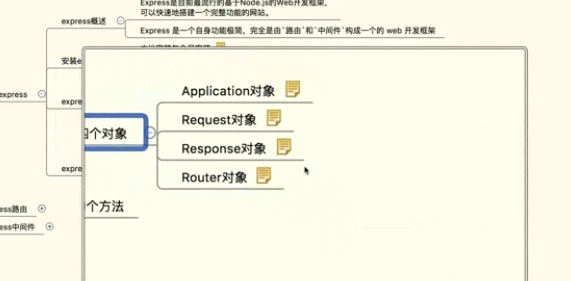 Express是目前最流行的基于Node.js的Web开发框架,
可以快速地搭建一个完整功能的网站。
express概述
Express 是一个自身功能极简，完全是由`路由`和`中间件`构成一个的 web 开发框架
安装e
express
expre
expre
个对象
Application对象
Request对象
Response对象
Router对象
个方法
ess路由
ess中间件